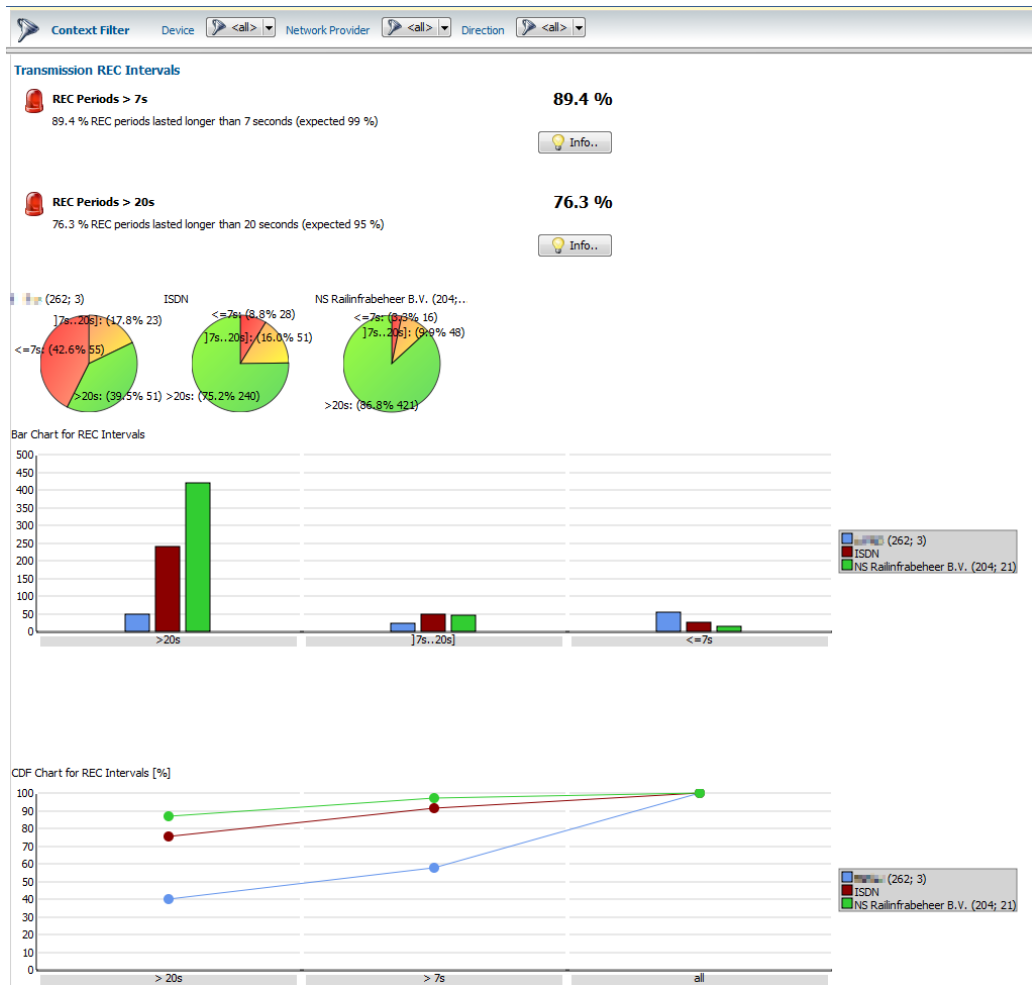 Context Filter Device <all> Network Provider <all> Direction <all>
Transmission REC Intervals
REC Periods > 7s 89.4 %
89.4 % REC periods lasted longer than 7 seconds (expected 99 %)
Info..
REC Periods > 20s 76.3 %
76.3 % REC periods lasted longer than 20 seconds (expected 95 %)
Info..
(262; 3) ISDN NS Railinfrabeheer B.V. (204;..
]7s..20s]: (17.8% 23)
<=7s: (42.6% 55)
>20s: (39.5% 51)
<=7s: (8.8% 28)
]7s..20s]: (16.0% 51)
>20s: (75.2% 240)
<=7s: (3.3% 16)
]7s..20s]: (9.9% 48)
>20s: (86.8% 421)
Bar Chart for REC Intervals
500
450
400
350
300
250
200
150
100
50
0
>20s ]7s..20s] <=7s
(262; 3)
ISDN
NS Railinfrabeheer B.V. (204; 21)
CDF Chart for REC Intervals [%]
100
90
80
70
60
50
40
30
20
10
0
> 20s > 7s all
(262; 3)
ISDN
NS Railinfrabeheer B.V. (204; 21)